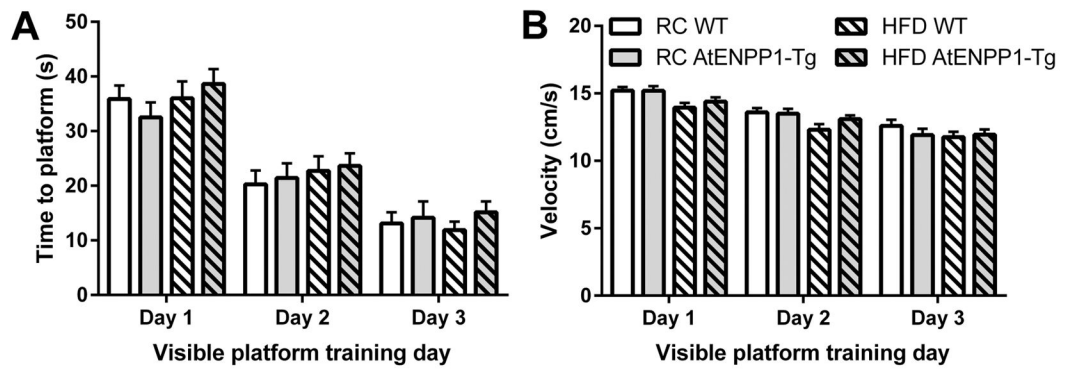 A
Time to platform (s)
50
40
30
20
10
0
Day 1 Day 2 Day 3
Visible platform training day
B
RC WT HFD WT
RC AtENPP1-Tg HFD AtENPP1-Tg
Velocity (cm/s)
20
15
10
5
0
Day 1 Day 2 Day 3
Visible platform training day